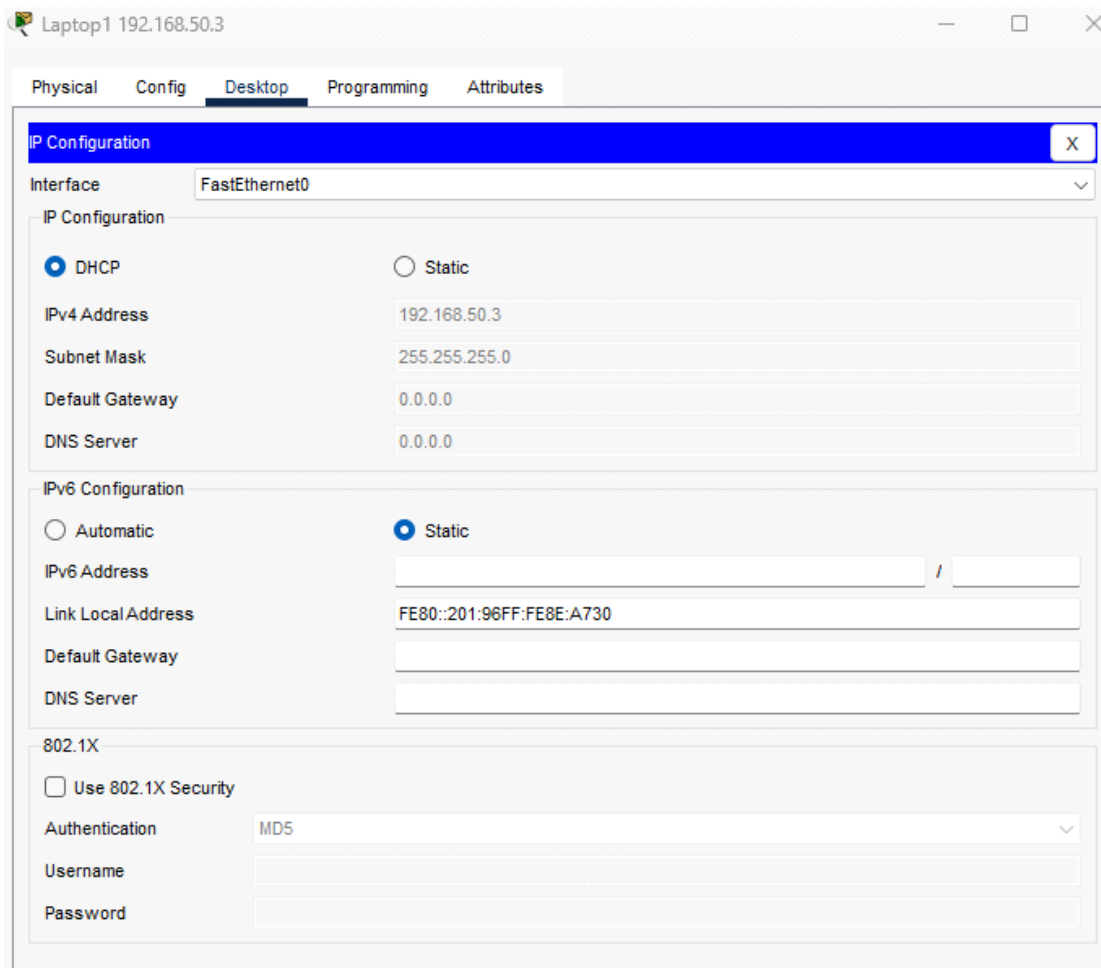 Laptop1 192.168.50.3
Physical Config Desktop Programming Attributes
IP Configuration X
Interface FastEthernet0
IP Configuration
DHCP Static
IPv4 Address 192.168.50.3
Subnet Mask 255.255.255.0
Default Gateway 0.0.0.0
DNS Server 0.0.0.0
IPv6 Configuration
Automatic Static
IPv6 Address /
Link Local Address FE80::201:96FF:FE8E:A730
Default Gateway
DNS Server
802.1X
Use 802.1X Security
Authentication MD5
Username
Password